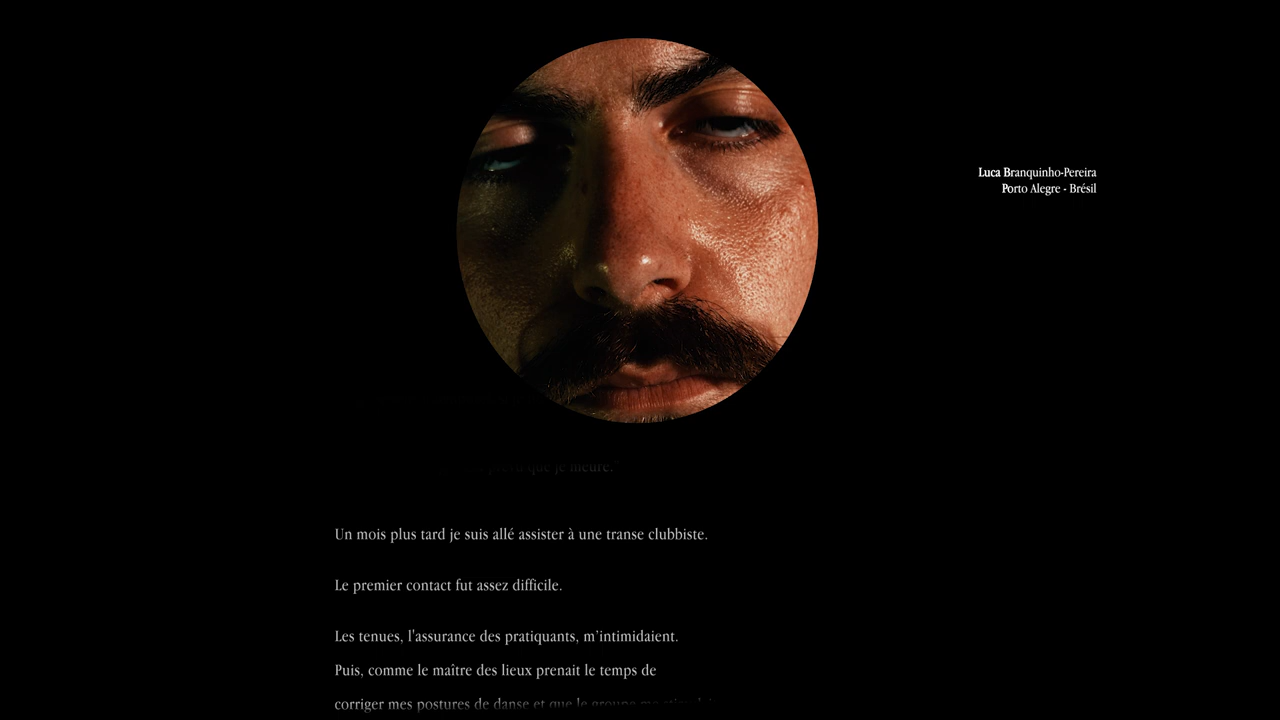 Luca Branquinho-Pereira
Porto Alegre - Brésil
que je meure."
Un mois plus tard je suis allé assister à une transe clubbiste.
Le premier contact fut assez difficile.
Les tenues, l'assurance des pratiquants, m’intimidaient.
Puis, comme le maître des lieux prenait le temps de
corriger mes postures de danse et que le groupe